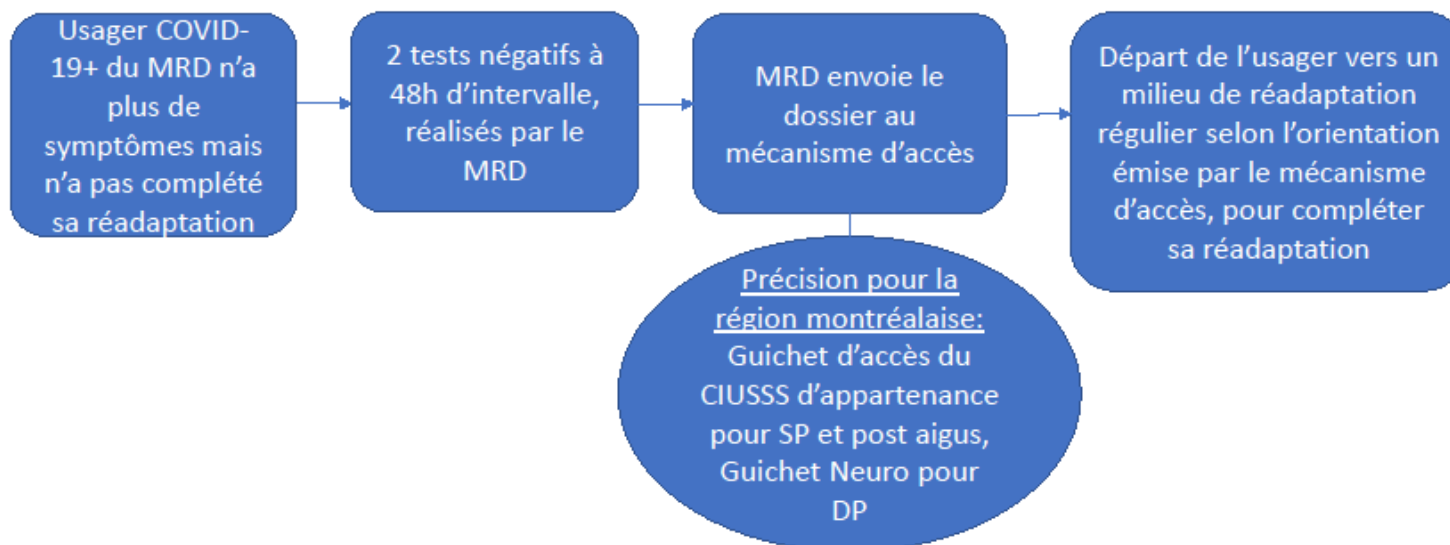 Usager COVID-
19+ du MRD n’a
plus de
symptômes mais
n’a pas complété
sa réadaptation
2 tests négatifs à
48h d’intervalle,
réalisés par le
MRD
MRD envoie le
dossier au
mécanisme d’accès
Départ de l’usager vers un
milieu de réadaptation
régulier selon l’orientation
émise par le mécanisme
d’accès, pour compléter
sa réadaptation
Précision pour la
région montréalaise:
Guichet d’accès du
CIUSSS d’appartenance
pour SP et post aigus,
Guichet Neuro pour
DP